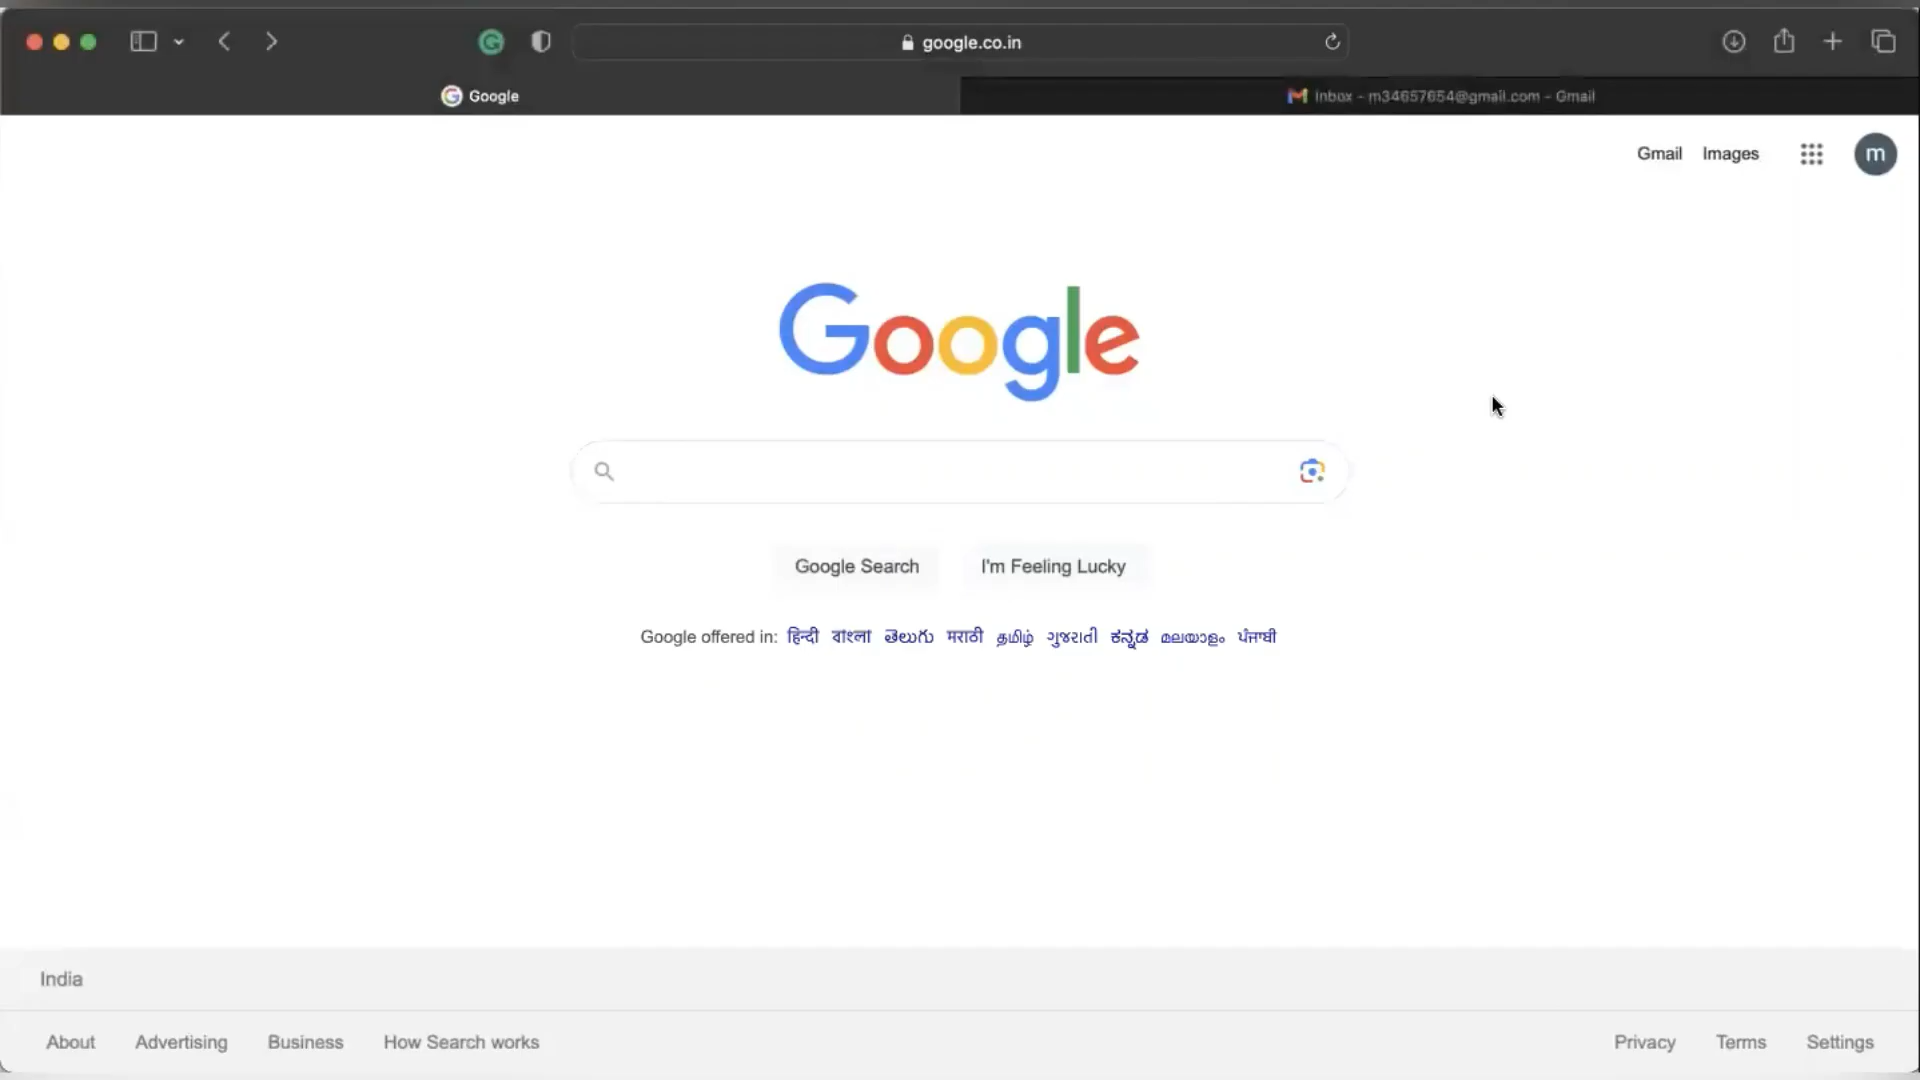 google.co.in
Google
Inbox - m34657654@gmail.com - Gmail
Gmail Images
m
Google
Google Search
I'm Feeling Lucky
Google offered in: हिन्दी বাংলা తెలుగు मराठी தமிழ் ગુજરાતી ಕನ್ನಡ മലയാളം ਪੰਜਾਬੀ
India
About Advertising Business How Search works
Privacy Terms Settings